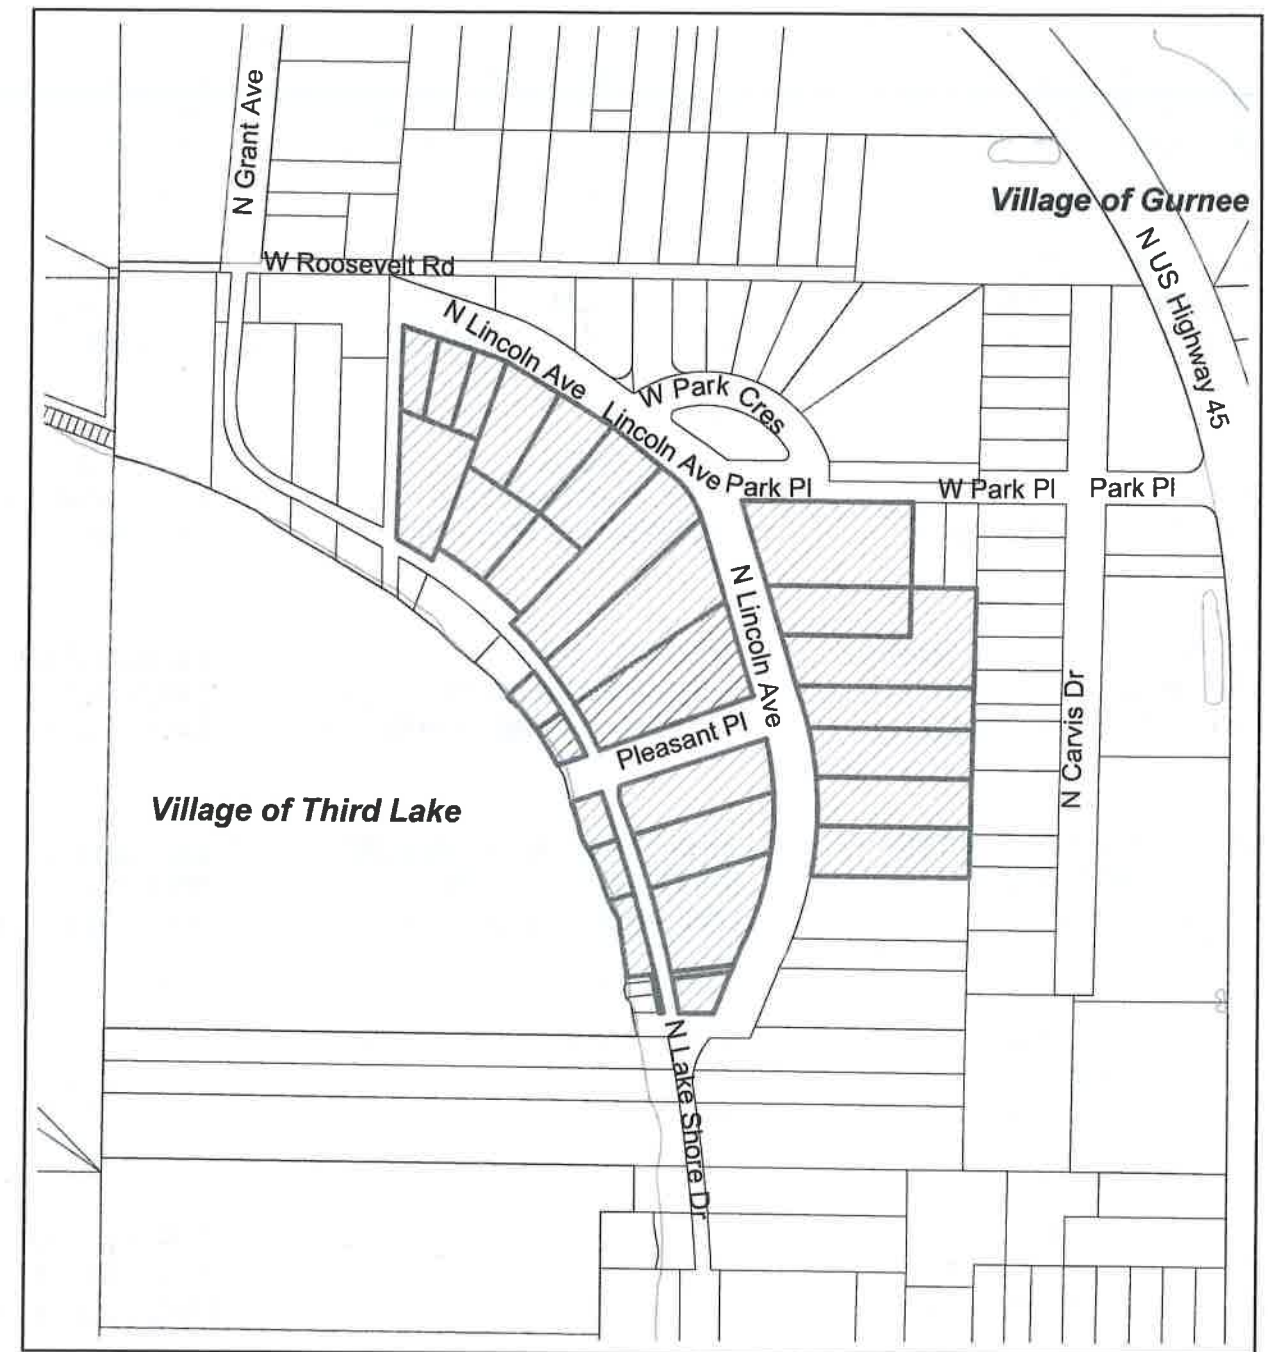 N Grant Ave
Village of Gurnee
N US Highway 45
W Roosevelt Rd
N Lincoln Ave
Lincoln Ave
W Park Cres
Park Pl
W Park Pl
Park Pl
N Lincoln Ave
N Carvis Dr
Pleasant Pl
Village of Third Lake
N Lake Shore Dr